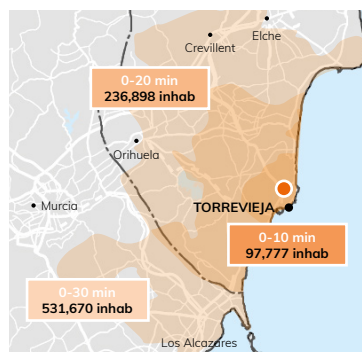 Elche
Crevillent
0-20 min
236,898 inhab
Orihuela
Murcia
TORREVIEJA
0-10 min
97,777 inhab
0-30 min
531,670 inhab
Los Alcazares